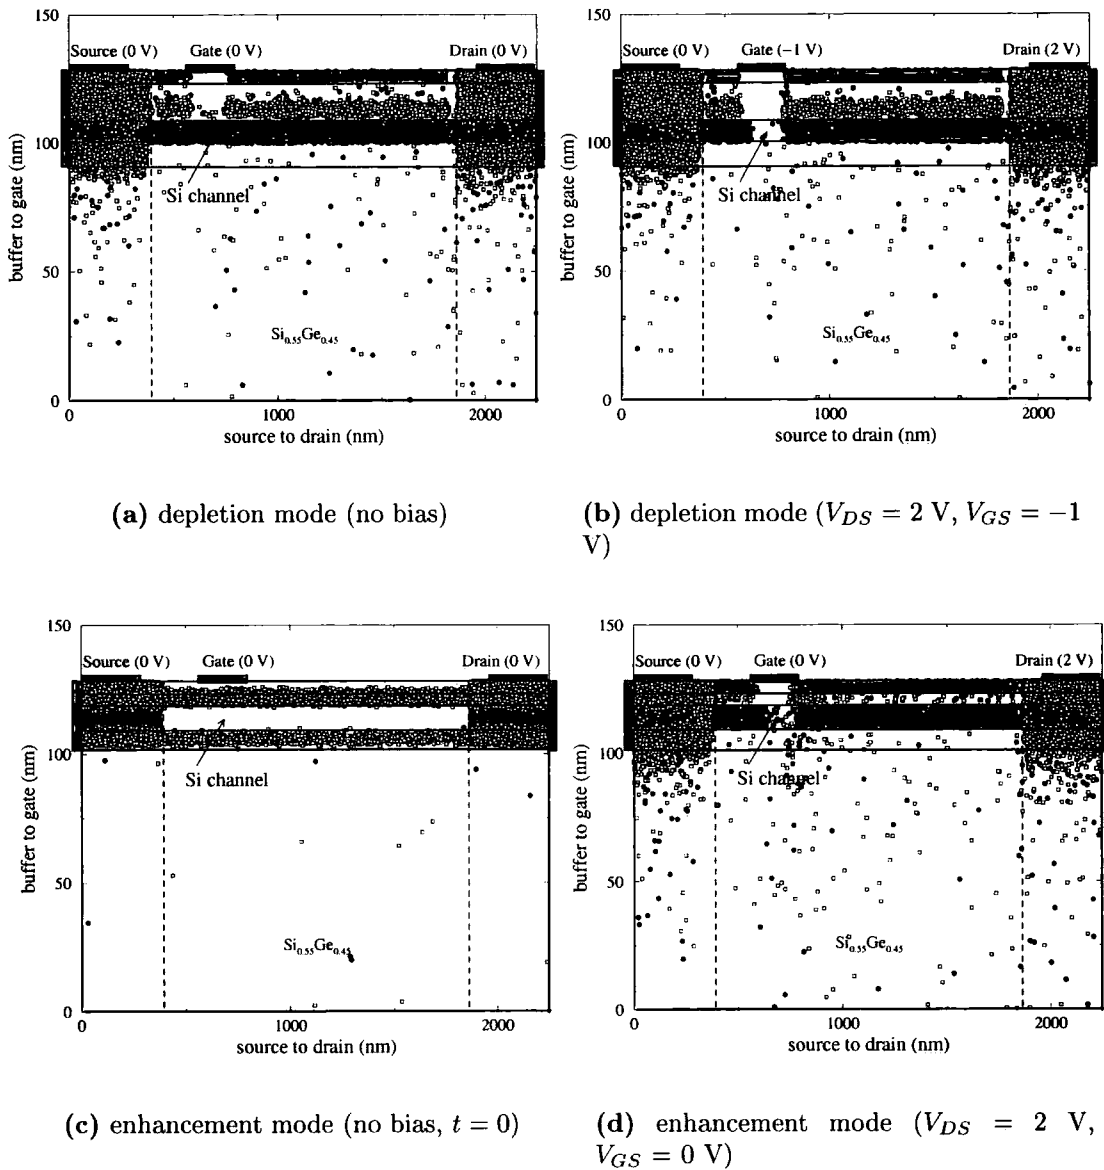 150
Source (0 V) Gate (0 V) Drain (0 V)
100
Si channel
50
Si0.55Ge0.45
0
0 1000 2000
buffer to gate (nm)
source to drain (nm)
(a) depletion mode (no bias)
150
Source (0 V) Gate (−1 V) Drain (2 V)
100
Si channel
50
Si0.55Ge0.45
0
0 1000 2000
buffer to gate (nm)
source to drain (nm)
(b) depletion mode (VDS = 2 V, VGS = −1
V)
150
Source (0 V) Gate (0 V) Drain (0 V)
100
Si channel
50
Si0.55Ge0.45
0
0 1000 2000
buffer to gate (nm)
source to drain (nm)
(c) enhancement mode (no bias, t = 0)
150
Source (0 V) Gate (0 V) Drain (2 V)
100
Si channel
50
Si0.55Ge0.45
0
0 1000 2000
buffer to gate (nm)
source to drain (nm)
(d) enhancement mode (VDS = 2 V,
VGS = 0 V)